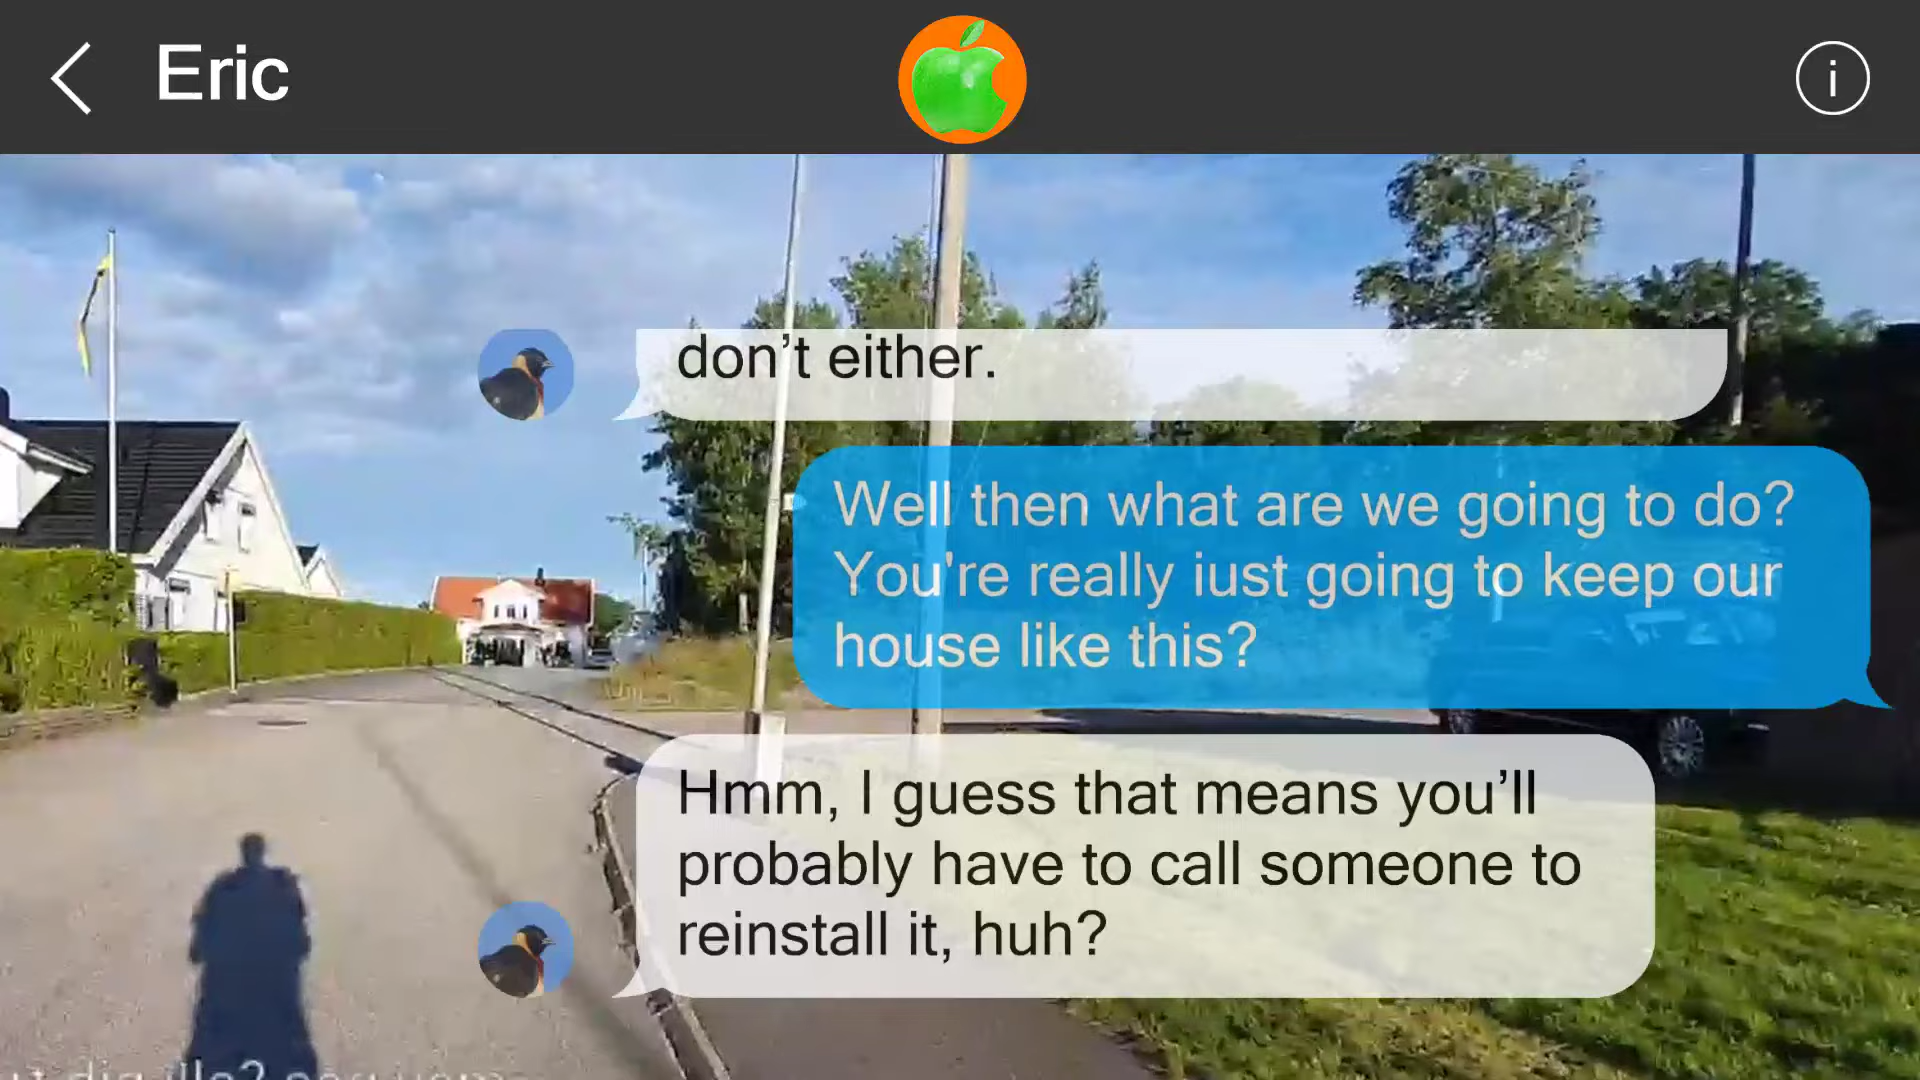 Eric
i
don’t either.
Well then what are we going to do?
You're really iust going to keep our
house like this?
Hmm, I guess that means you’ll
probably have to call someone to
reinstall it, huh?